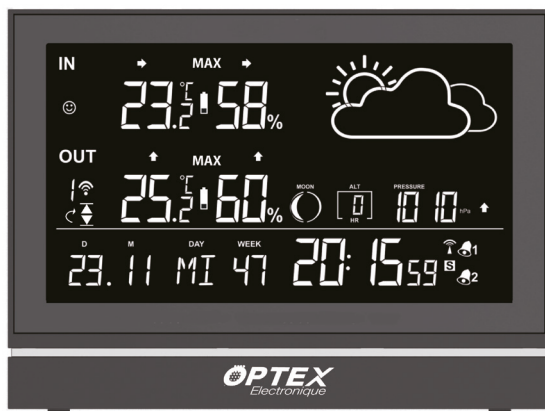 IN MAX
23.2 °C 58%
OUT MAX
1 25.2 °C 60%
MOON ALT PRESSURE
0 1010 hPa
HR
D M DAY WEEK
23. 11 MI 47 20:15 59 S 1 2
OPTEX
Electronique